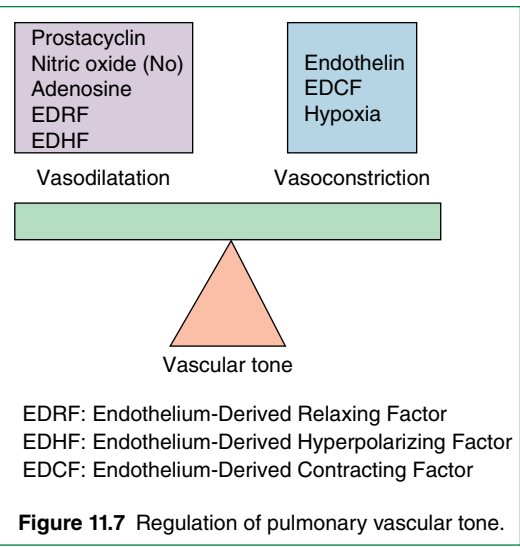 Prostacyclin
Nitric oxide (No)
Adenosine
EDRF
EDHF
Endothelin
EDCF
Hypoxia
Vasodilatation
Vasoconstriction
Vascular tone
EDRF: Endothelium-Derived Relaxing Factor
EDHF: Endothelium-Derived Hyperpolarizing Factor
EDCF: Endothelium-Derived Contracting Factor
Figure 11.7 Regulation of pulmonary vascular tone.